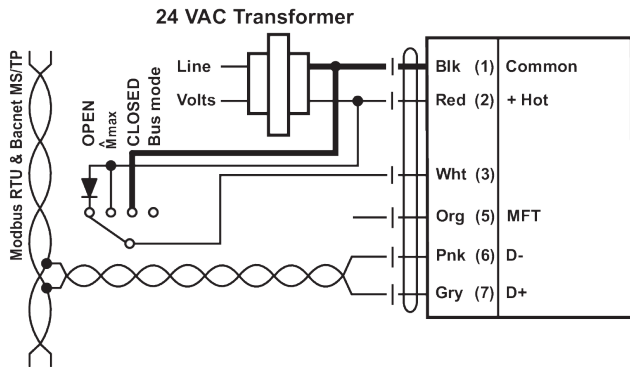 24 VAC Transformer
Modbus RTU & Bacnet MS/TP
Line
Volts
OPEN
M̂max
CLOSED
Bus mode
Blk (1) Common
Red (2) + Hot
Wht (3)
Org (5) MFT
Pnk (6) D-
Gry (7) D+